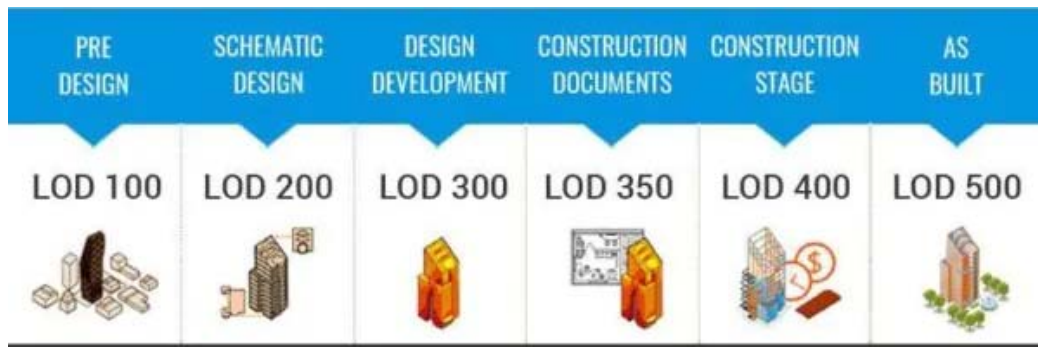 PRE
DESIGN
SCHEMATIC
DESIGN
DESIGN
DEVELOPMENT
CONSTRUCTION
DOCUMENTS
CONSTRUCTION
STAGE
AS
BUILT
LOD 100
LOD 200
LOD 300
LOD 350
LOD 400
LOD 500
$